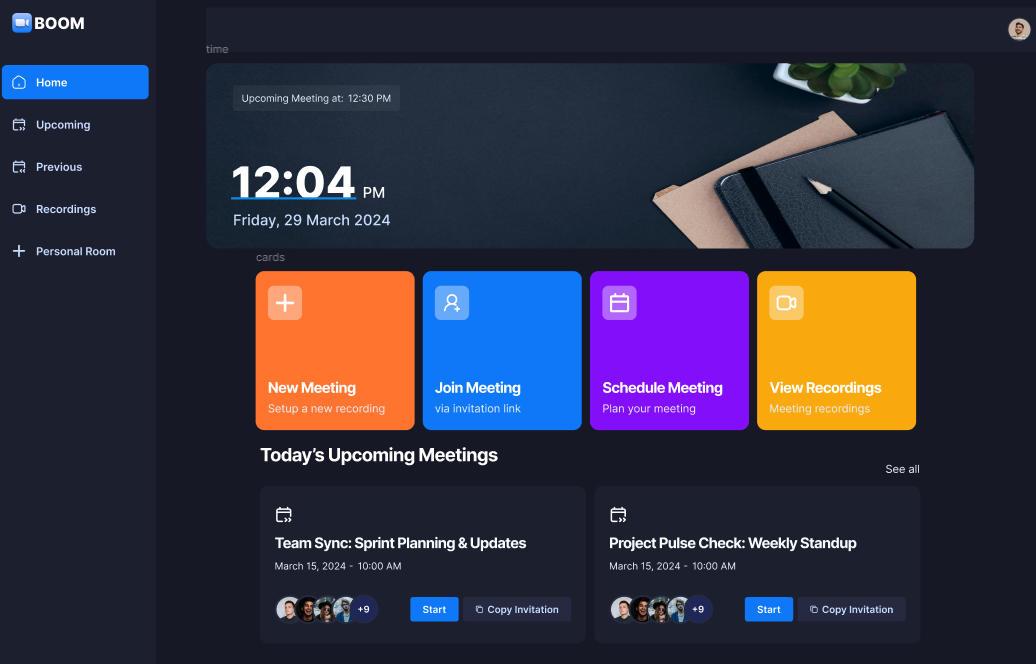 BOOM
Home
Upcoming
Previous
Recordings
Personal Room
time
Upcoming Meeting at: 12:30 PM
12:04 PM
Friday, 29 March 2024
cards
New Meeting
Setup a new recording
Join Meeting
via invitation link
Schedule Meeting
Plan your meeting
View Recordings
Meeting recordings
Today’s Upcoming Meetings
See all
Team Sync: Sprint Planning & Updates
March 15, 2024 - 10:00 AM
+9
Start
Copy Invitation
Project Pulse Check: Weekly Standup
March 15, 2024 - 10:00 AM
+9
Start
Copy Invitation